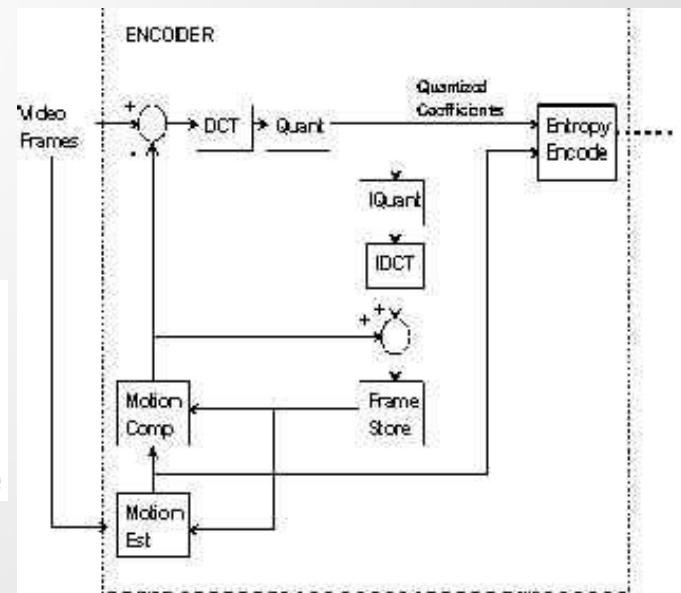 ENCODER
Video
Frames
+
-
DCT
Quant
Quantized
Coefficients
Entropy
Encode
IQuant
IDCT
+
+
Motion
Comp
Frame
Store
Motion
Est